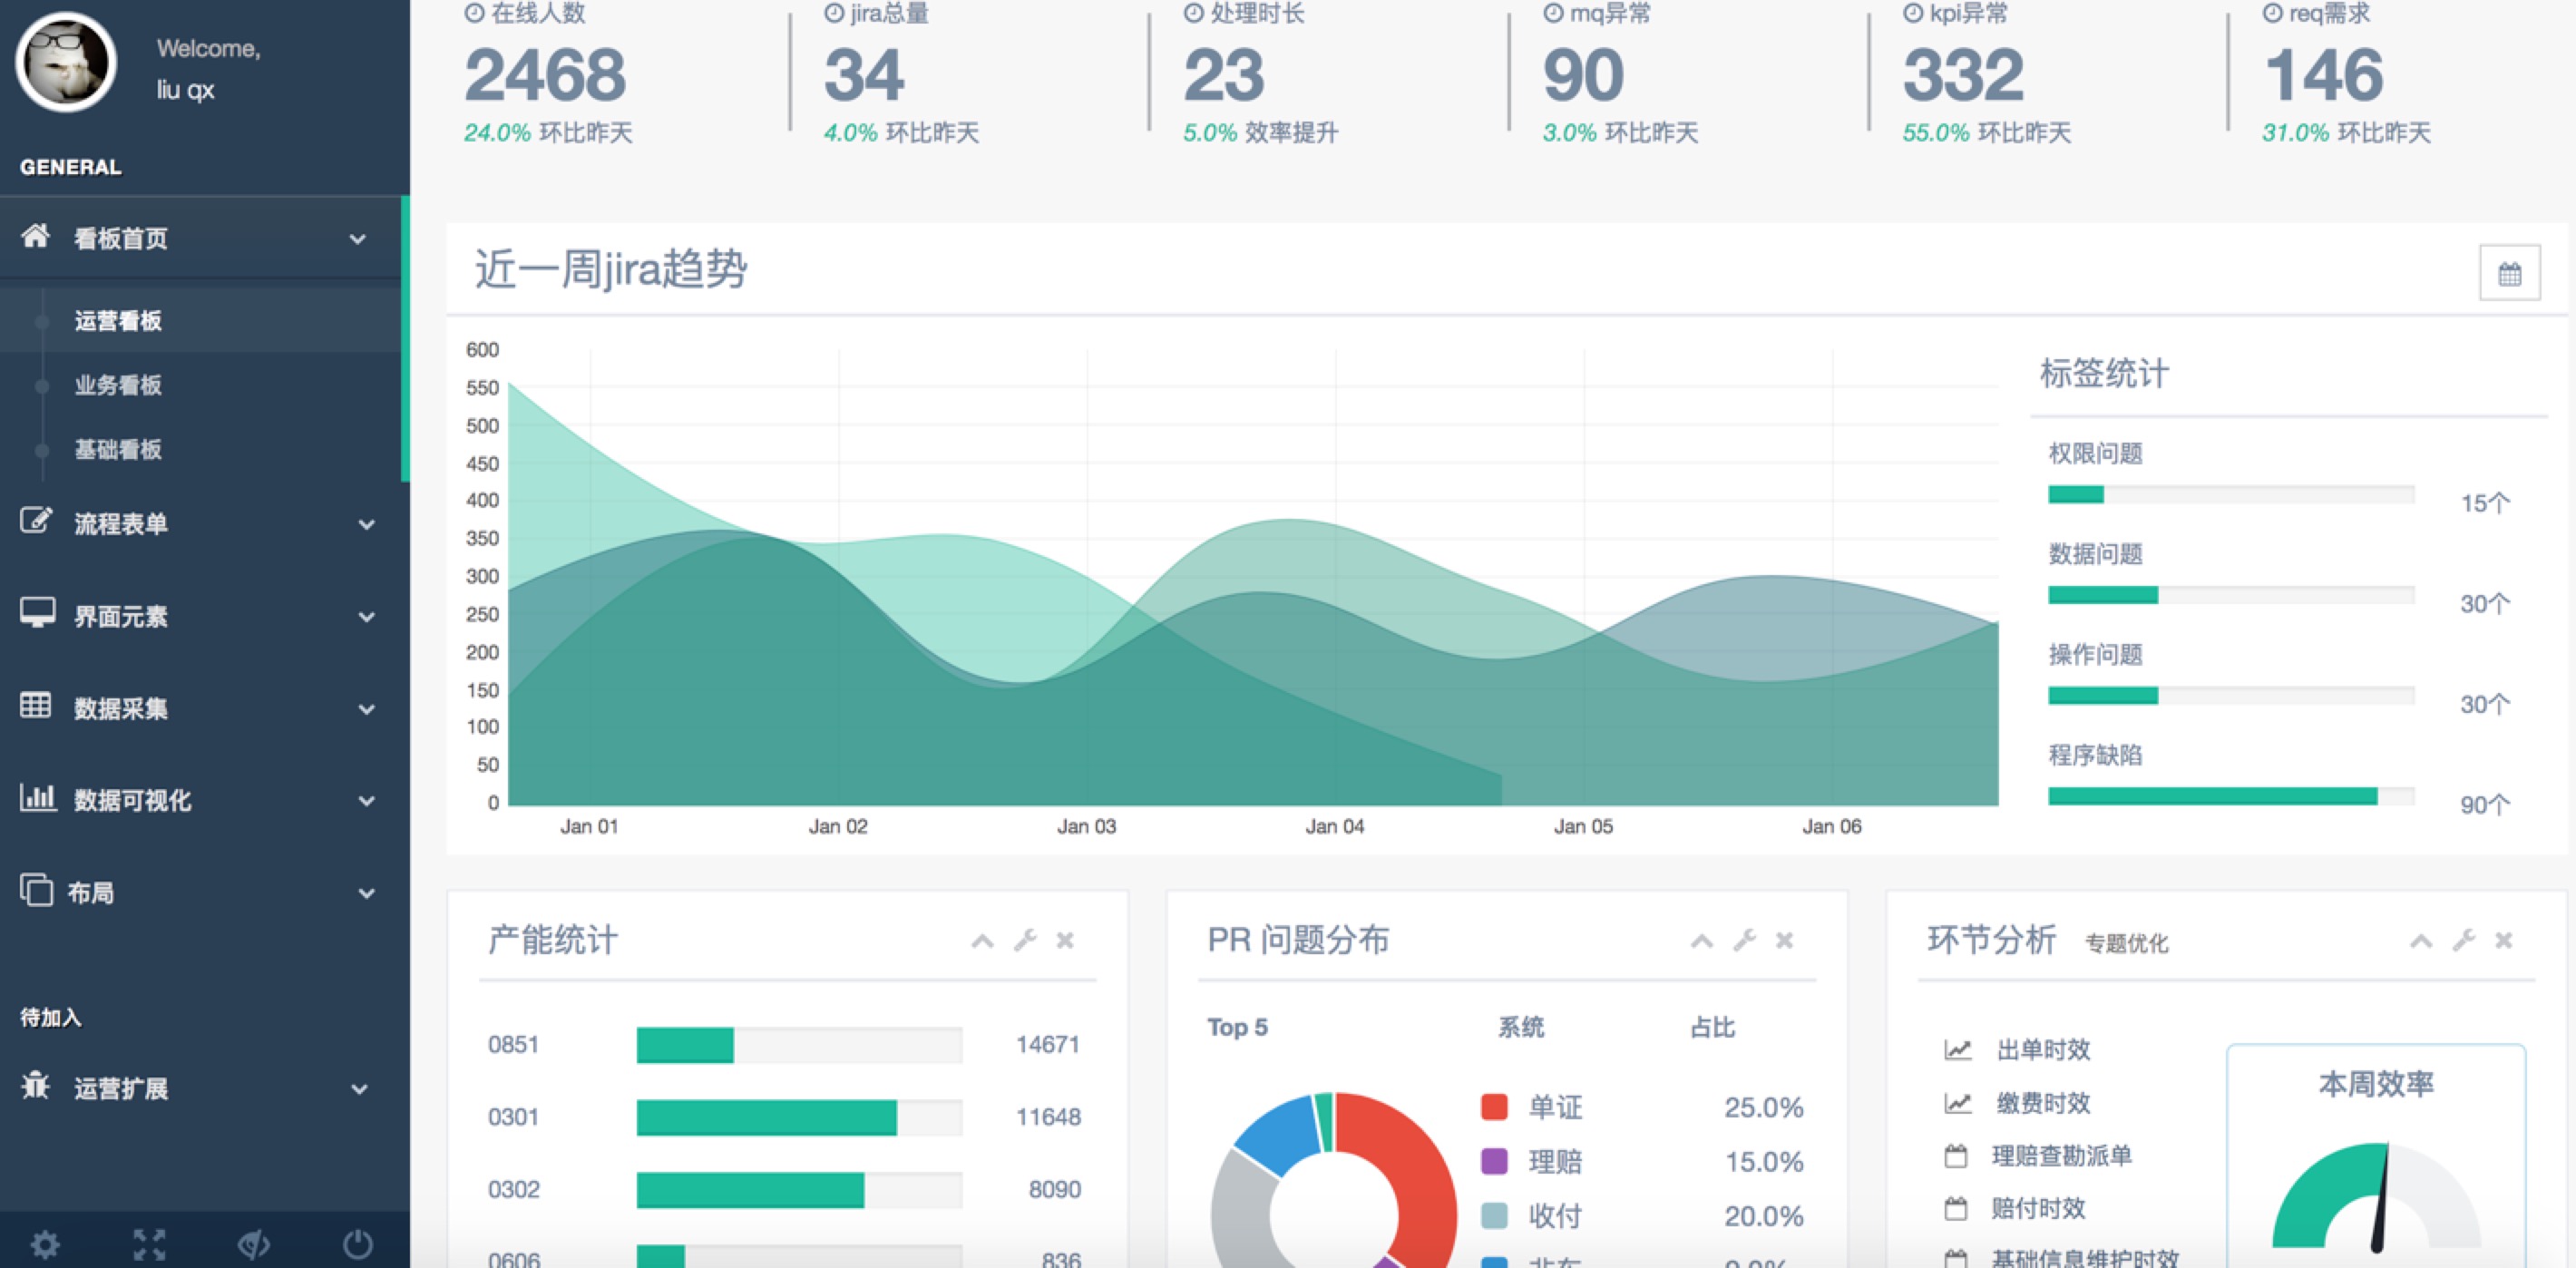 Welcome,
liu qx
GENERAL
看板首页
运营看板
业务看板
基础看板
流程表单
界面元素
数据采集
数据可视化
布局
待加入
运营扩展
在线人数
2468
24.0% 环比昨天
jira总量
34
4.0% 环比昨天
处理时长
23
5.0% 效率提升
mq异常
90
3.0% 环比昨天
kpi异常
332
55.0% 环比昨天
req需求
146
31.0% 环比昨天
近一周jira趋势
600
550
500
450
400
350
300
250
200
150
100
50
0
Jan 01
Jan 02
Jan 03
Jan 04
Jan 05
Jan 06
标签统计
权限问题
15个
数据问题
30个
操作问题
30个
程序缺陷
90个
产能统计
0851 14671
0301 11648
0302 8090
0606 836
PR 问题分布
Top 5 系统 占比
单证 25.0%
理赔 15.0%
收付 20.0%
环节分析 专题优化
出单时效
缴费时效
理赔查勘派单
赔付时效
基础信息维护时效
本周效率